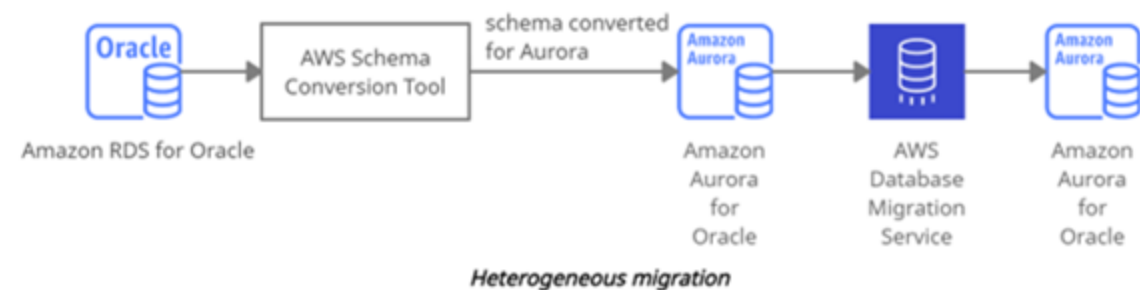 Oracle
AWS Schema
Conversion Tool
schema converted
for Aurora
Amazon
Aurora
Amazon
Aurora
Amazon RDS for Oracle
Amazon
Aurora
for
Oracle
AWS
Database
Migration
Service
Amazon
Aurora
for
Oracle
Heterogeneous migration